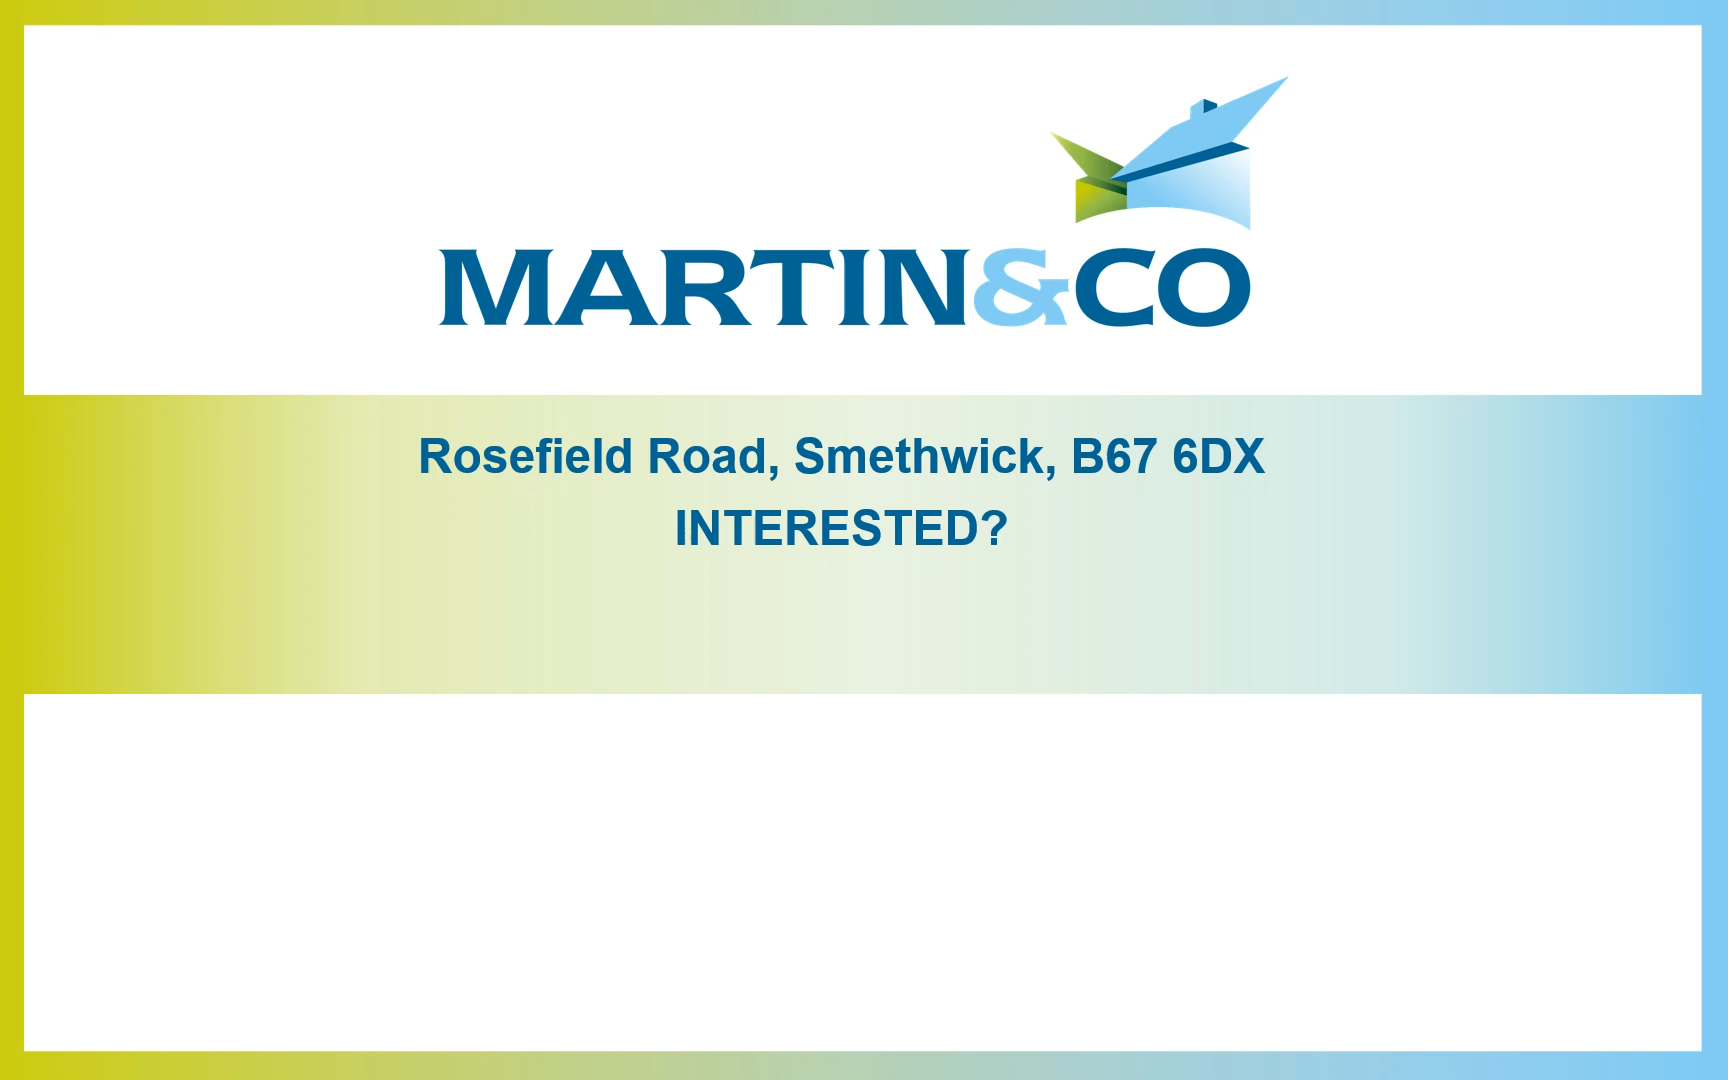 MARTIN&CO
Rosefield Road, Smethwick, B67 6DX
INTERESTED?